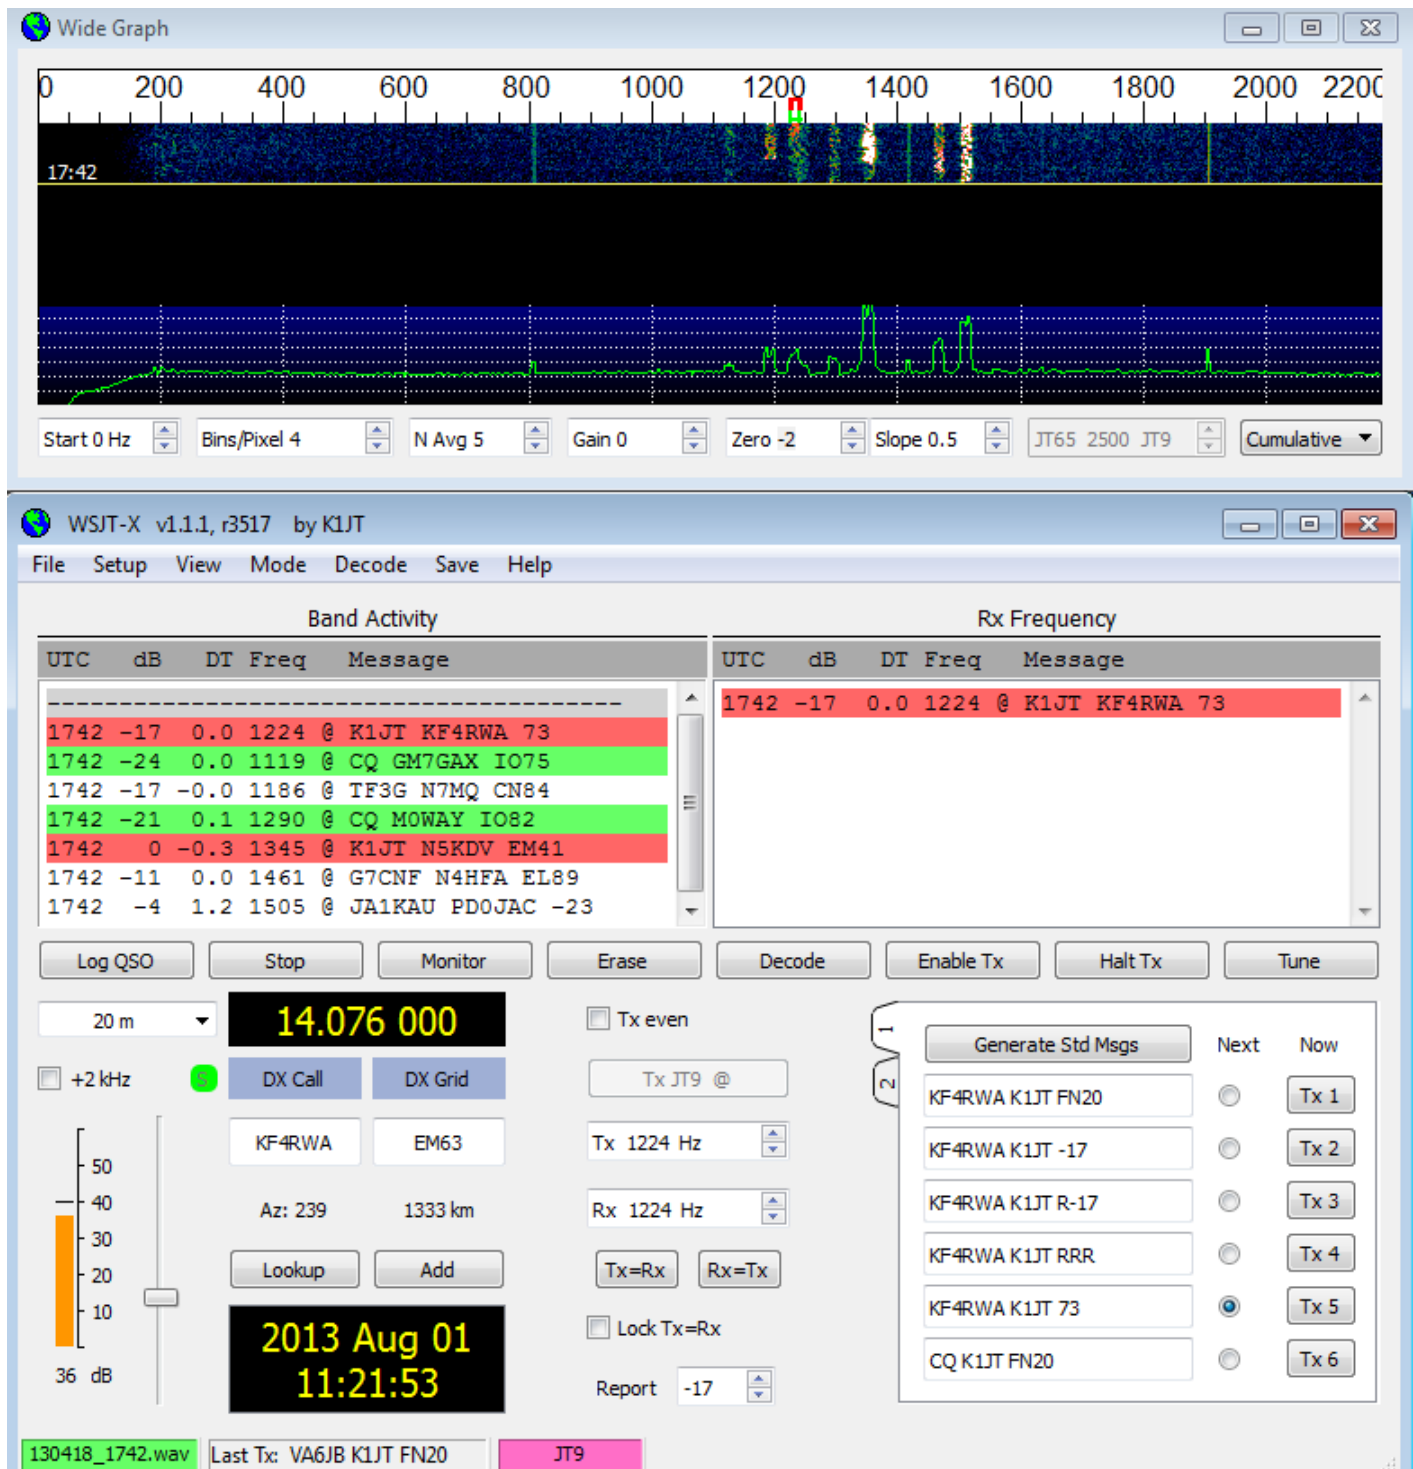 Wide Graph
0 200 400 600 800 1000 1200 1400 1600 1800 2000 2200
17:42
Start 0 Hz Bins/Pixel 4 N Avg 5 Gain 0 Zero -2 Slope 0.5 JT65 2500 JT9 Cumulative
WSJT-X v1.1.1, r3517 by K1JT
File Setup View Mode Decode Save Help
Band Activity Rx Frequency
UTC dB DT Freq Message UTC dB DT Freq Message
----------------------------------------
1742 -17 0.0 1224 @ K1JT KF4RWA 73
1742 -24 0.0 1119 @ CQ GM7GAX IO75
1742 -17 -0.0 1186 @ TF3G N7MQ CN84
1742 -21 0.1 1290 @ CQ M0WAY IO82
1742 0 -0.3 1345 @ K1JT N5KDV EM41
1742 -11 0.0 1461 @ G7CNF N4HFA EL89
1742 -4 1.2 1505 @ JA1KAU PD0JAC -23
1742 -17 0.0 1224 @ K1JT KF4RWA 73
Log QSO Stop Monitor Erase Decode Enable Tx Halt Tx Tune
20 m 14.076 000
+2 kHz S DX Call DX Grid
KF4RWA EM63
Az: 239 1333 km
Lookup Add
50
40
30
20
10
36 dB
2013 Aug 01
11:21:53
Tx even
Tx JT9 @
Tx 1224 Hz
Rx 1224 Hz
Tx=Rx Rx=Tx
Lock Tx=Rx
Report -17
1
2
Generate Std Msgs Next Now
KF4RWA K1JT FN20 Tx 1
KF4RWA K1JT -17 Tx 2
KF4RWA K1JT R-17 Tx 3
KF4RWA K1JT RRR Tx 4
KF4RWA K1JT 73 Tx 5
CQ K1JT FN20 Tx 6
130418_1742.wav Last Tx: VA6JB K1JT FN20 JT9